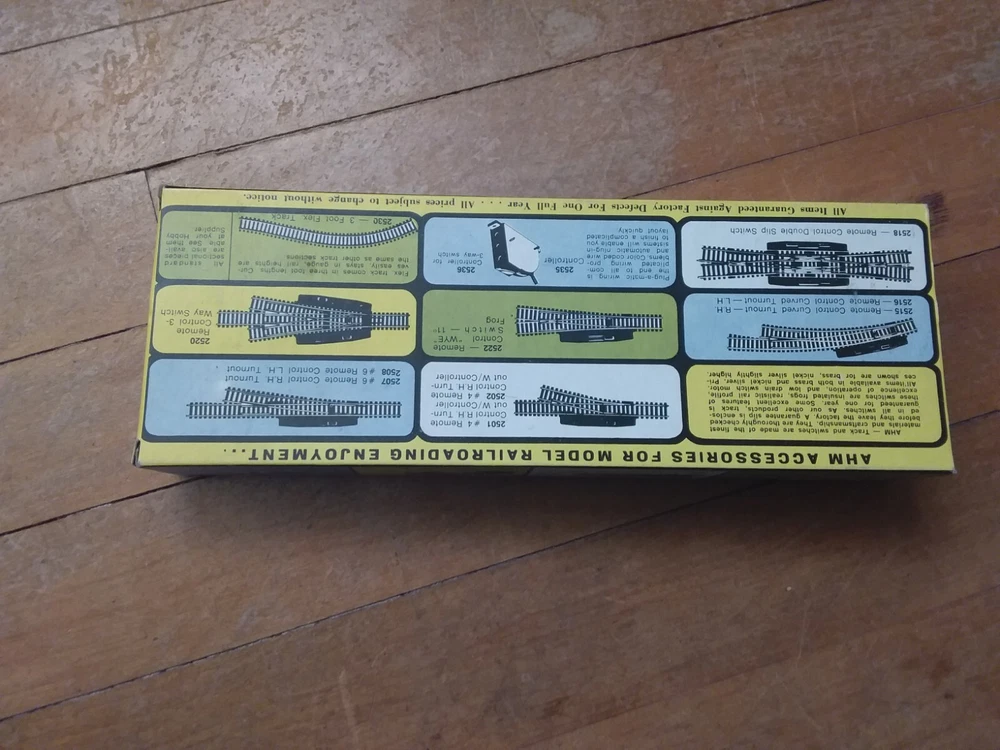 AHM ACCESSORIES FOR MODEL RAILROADING ENJOYMENT...
AHM — Track and switches are made of the finest
materials and craftsmanship. They are thoroughly checked
before they leave the factory. A guarantee slip is enclos-
ed in all switches. As our other products, track is
guaranteed for one year. Some excellent features of
these switches are insulated frogs, realistic rail profile,
excellence of operation, and low drain switch motor.
All items available in both brass and nickel silver. Pri-
ces shown are for brass, nickel silver slightly higher.
2501 — # 4 Remote
Control R.H. Turn-
out W/Controller
2502 — # 4 Remote
Control L.H. Turn-
out W/Controller
2507 # 6 Remote Control R.H. Turnout
2508 # 6 Remote Control L.H. Turnout
2515 — Remote Control Curved Turnout — R.H.
2516 — Remote Control Curved Turnout — L.H.
2522 — Remote
Control "WYE"
Switch — 11°
Frog
2520
Remote
Control 3-
Way Switch
2518 — Remote Control Double Slip Switch
Plug-a-matic wiring is
the end to all com-
plicated wiring pro-
blems. Color coded wire
and automatic plug-in
systems will enable you
to finish a complicated
layout quickly.
2535
Controller
2536
Controller for
3-way switch
Flex track comes in three foot lengths. Cur-
ves easily stays in gauge, rail heights are
the same as other track sections.
2530 — 3 Foot Flex Track
All standard
sectional pieces
are also avail-
able. See them
at your Hobby
Supplier.
All Items Guaranteed Against Factory Defects For One Full Year . . . . All prices subject to change without notice.